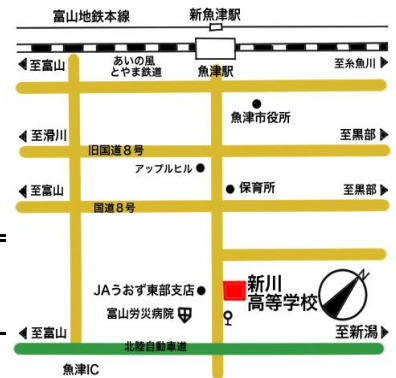 富山地鉄本線
新魚津駅
至富山
あいの風
とやま鉄道
魚津駅
至糸魚川
魚津市役所
至滑川
至黒部
旧国道8号
アップルヒル
至富山
保育所
至黒部
国道8号
JAうおず東部支店
新川
高等学校
富山労災病院
至富山
至新潟
北陸自動車道
魚津IC